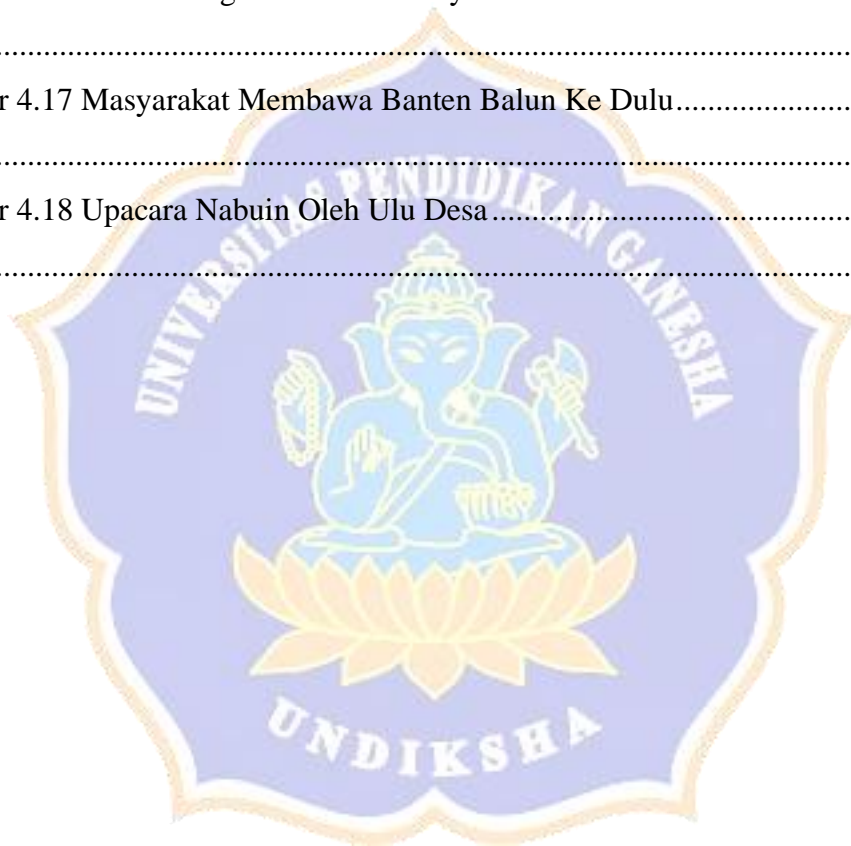 .................................................................................................
r 4.17 Masyarakat Membawa Banten Balun Ke Dulu....................
.................................................................................................
r 4.18 Upacara Nabuin Oleh Ulu Desa.........................................
.................................................................................................
UNIVERSITAS PENDIDIKAN GANESHA
UNDIKSHA